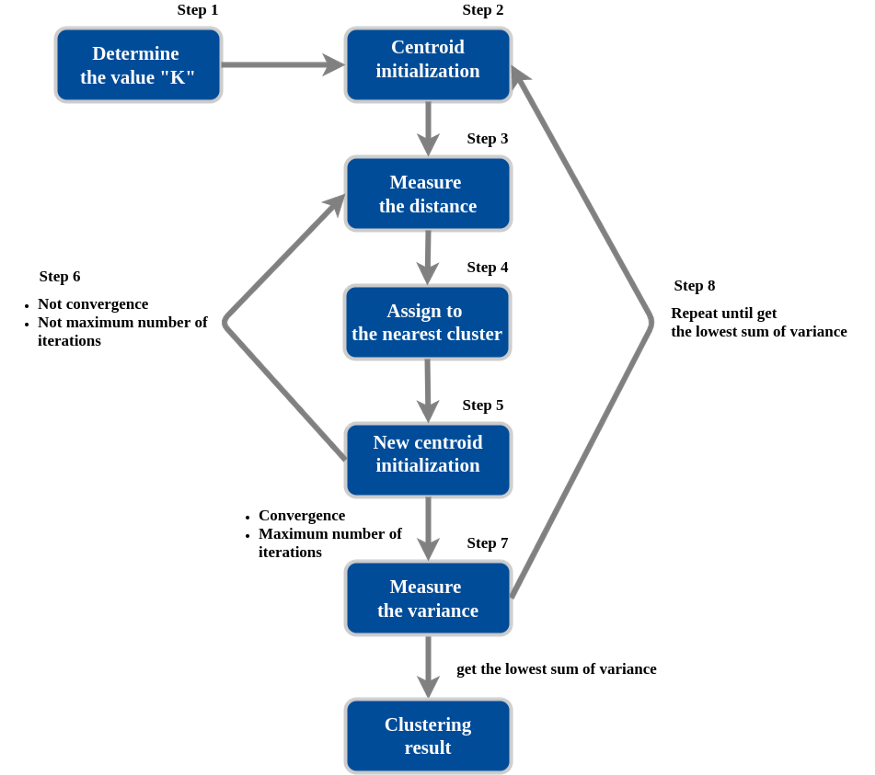 Step 1
Determine
the value "K"
Step 2
Centroid
initialization
Step 3
Measure
the distance
Step 4
Assign to
the nearest cluster
Step 5
New centroid
initialization
Step 6
• Not convergence
• Not maximum number of
iterations
• Convergence
• Maximum number of
iterations
Step 7
Measure
the variance
Step 8
Repeat until get
the lowest sum of variance
get the lowest sum of variance
Clustering
result